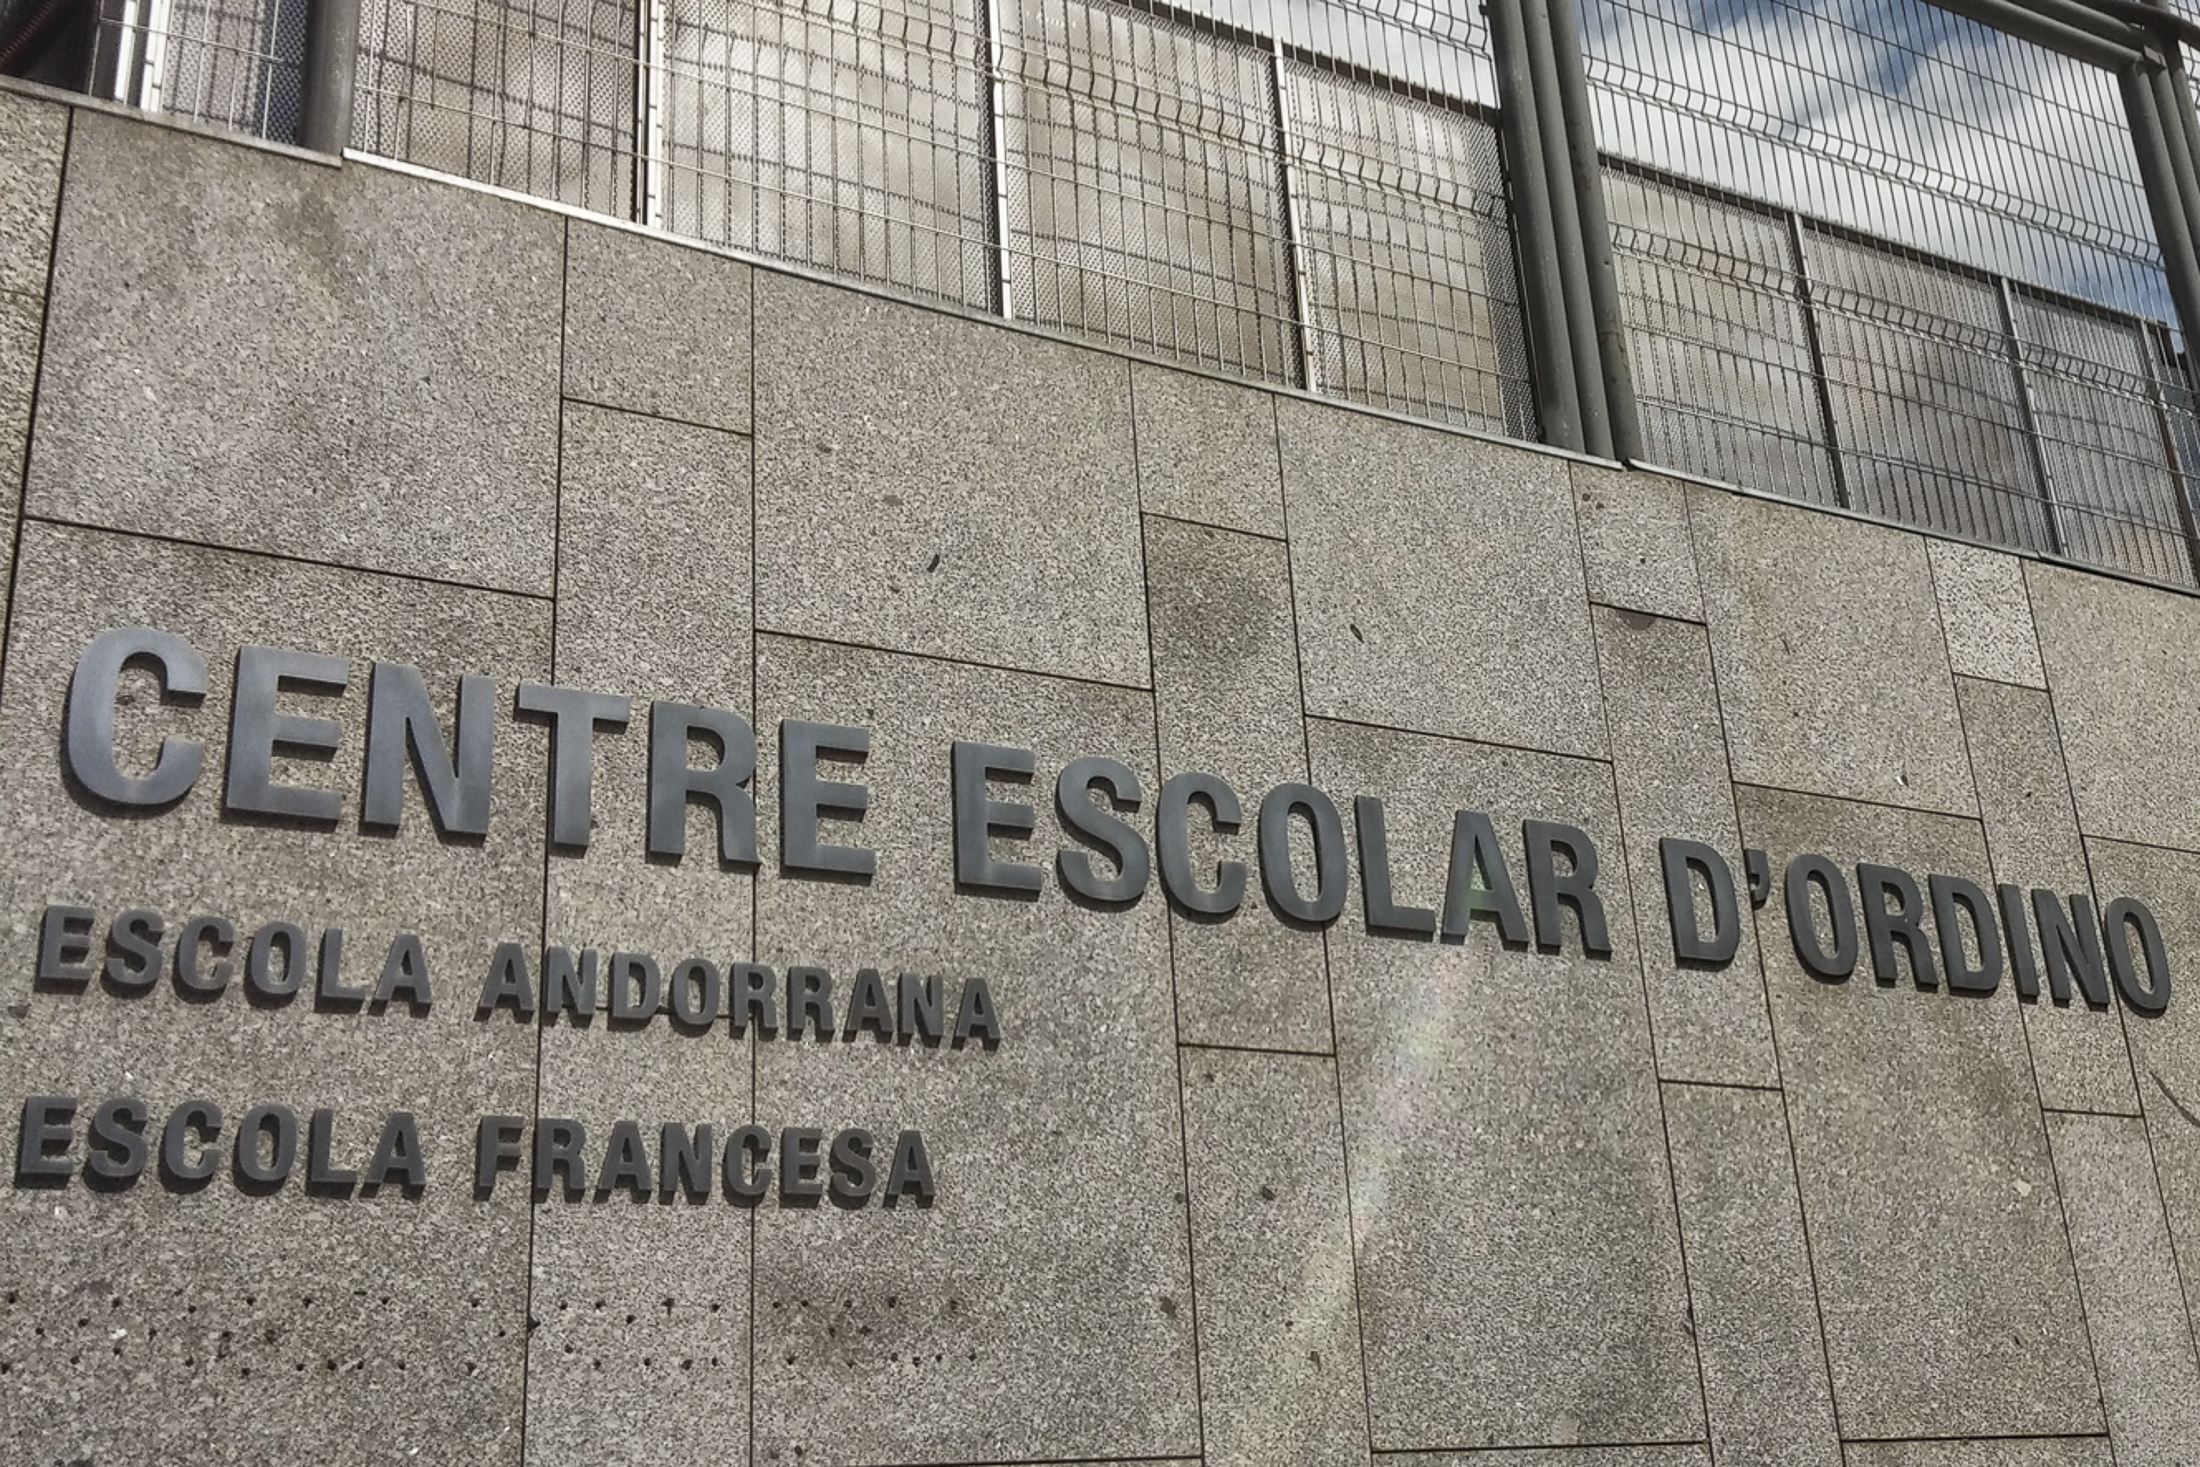 CENTRE ESCOLAR D'ORDINO
ESCOLA ANDORRANA
ESCOLA FRANCESA